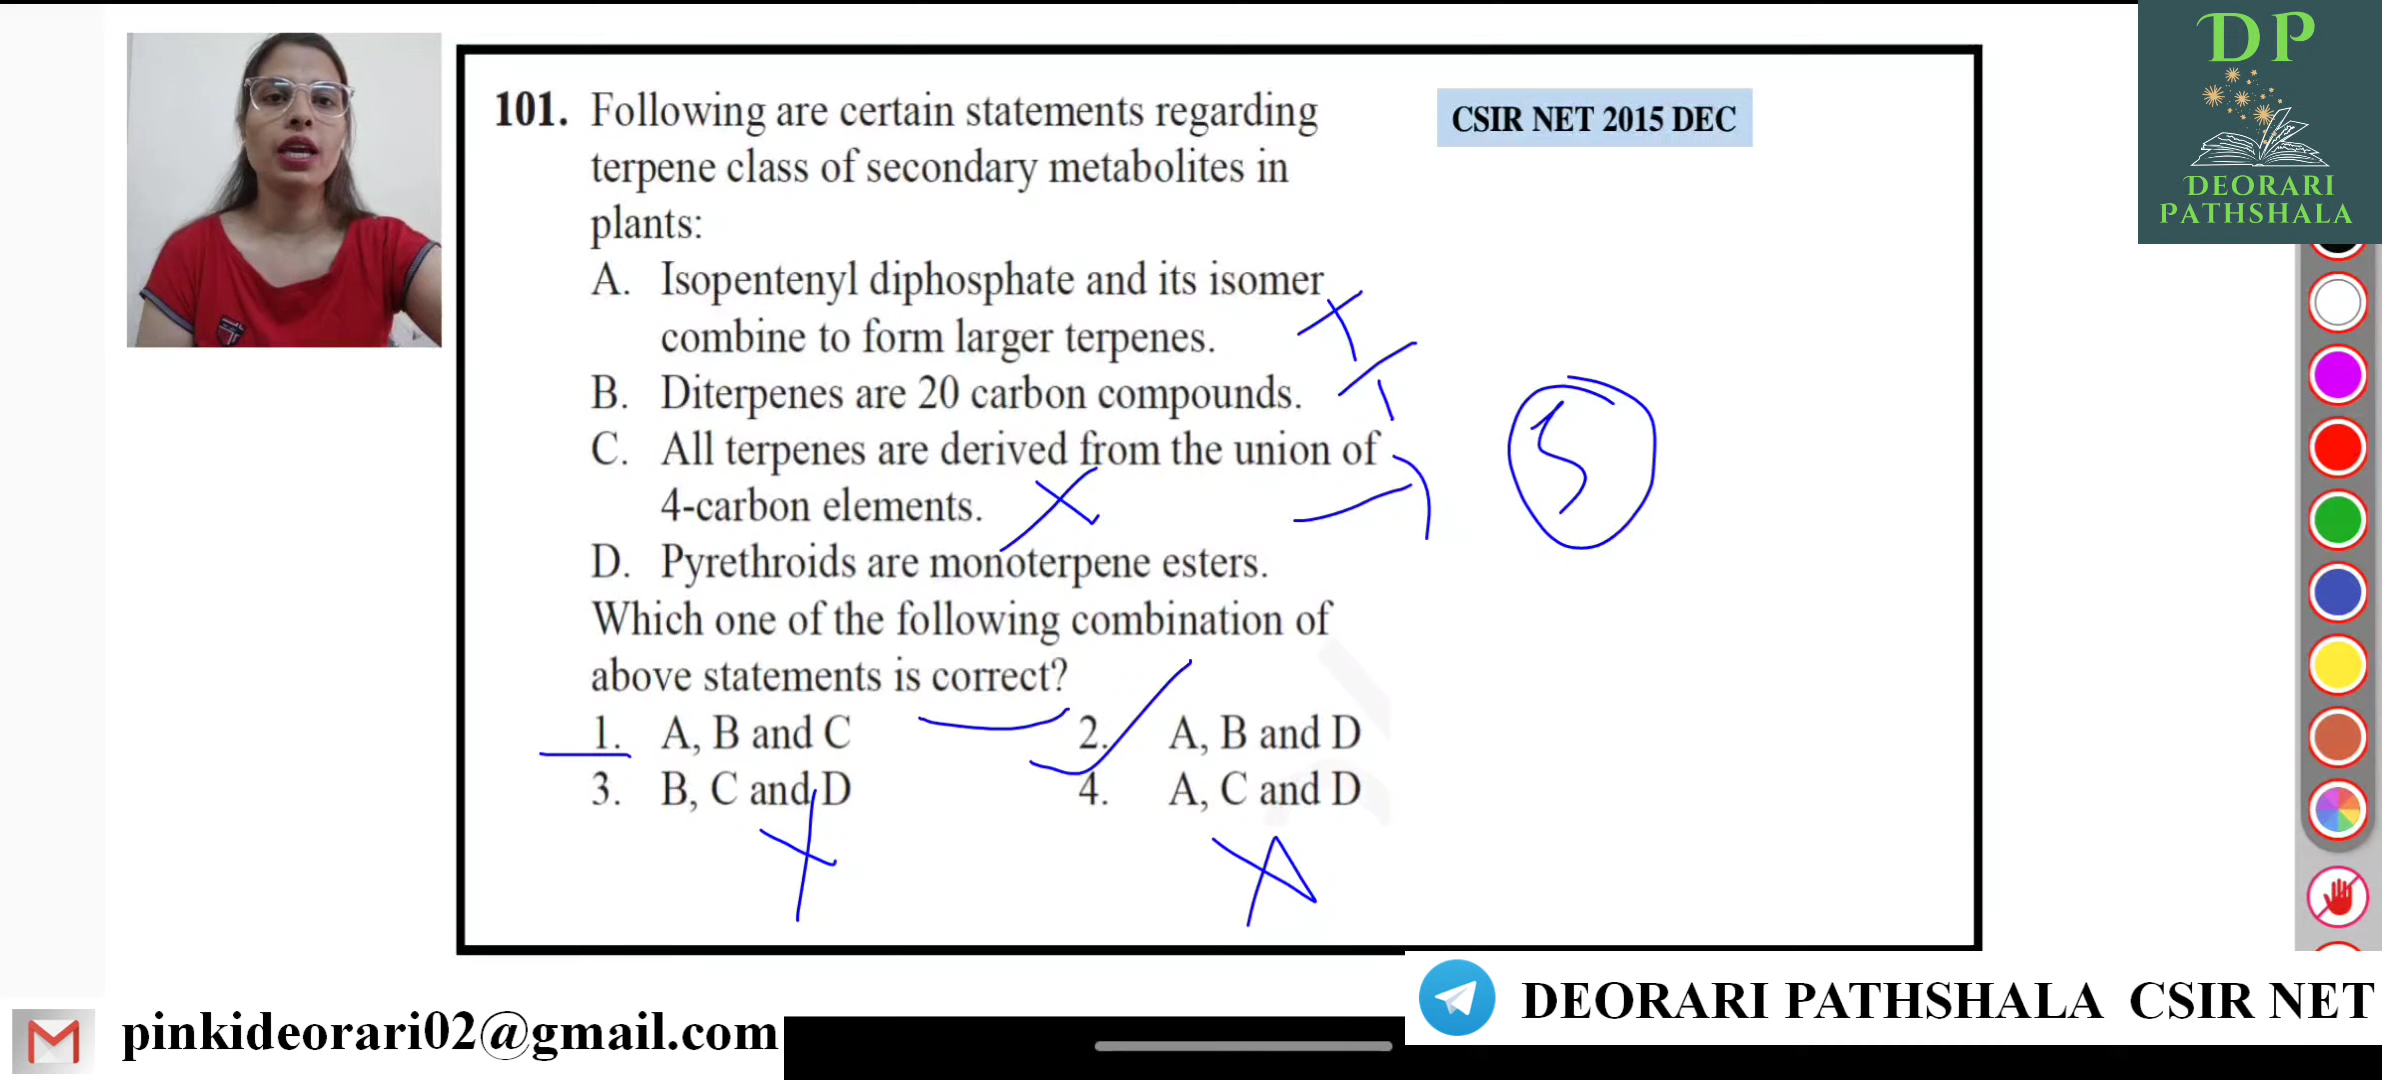 DP
DEORARI
PATHSHALA
101. Following are certain statements regarding
CSIR NET 2015 DEC
terpene class of secondary metabolites in
plants:
A. Isopentenyl diphosphate and its isomer
combine to form larger terpenes.
B. Diterpenes are 20 carbon compounds.
C. All terpenes are derived from the union of
4-carbon elements.
D. Pyrethroids are monoterpene esters.
Which one of the following combination of
above statements is correct?
1. A, B and C 2. A, B and D
3. B, C and D 4. A, C and D
5
pinkideorari02@gmail.com
DEORARI PATHSHALA CSIR NET